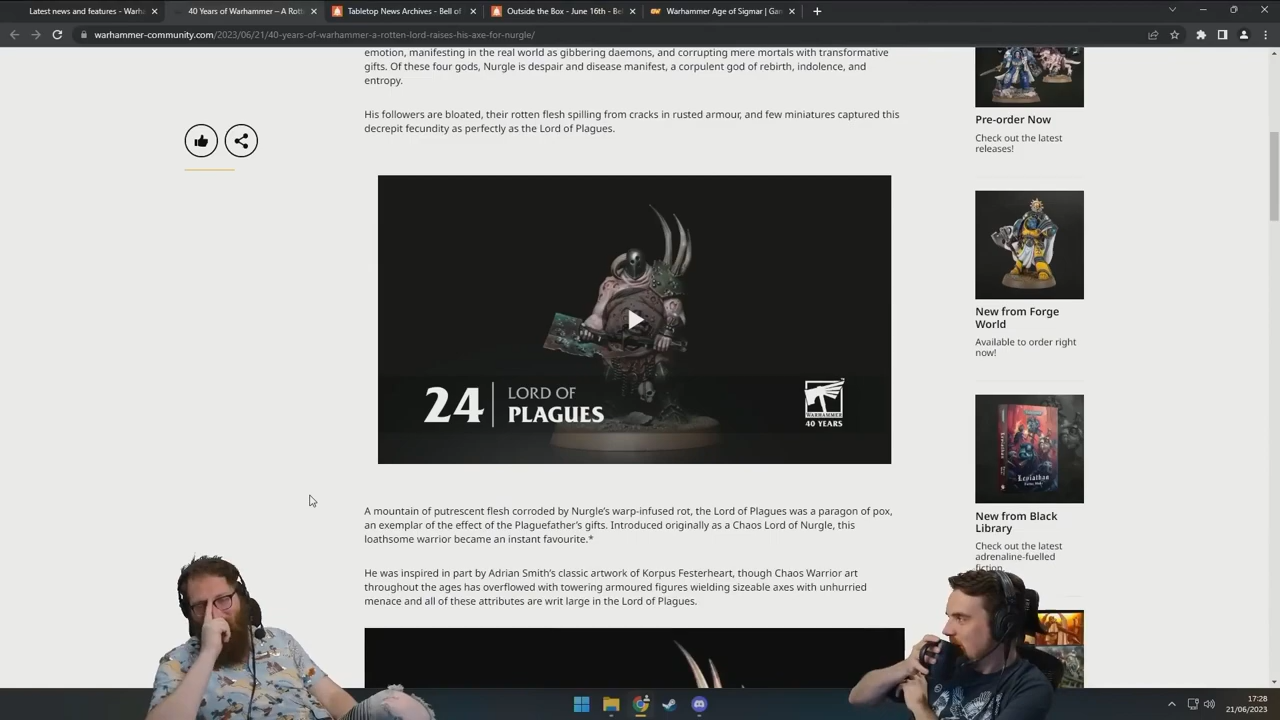 Latest news and features - Warh
40 Years of Warhammer – A Rott
Tabletop News Archives - Bell of
Outside the Box - June 16th - Bel
Warhammer Age of Sigmar | Gam
warhammer-community.com/2023/06/21/40-years-of-warhammer-a-rotten-lord-raises-his-axe-for-nurgle/
emotion, manifesting in the real world as gibbering daemons, and corrupting mere mortals with transformative
gifts. Of these four gods, Nurgle is despair and disease manifest, a corpulent god of rebirth, indolence, and
entropy.
His followers are bloated, their rotten flesh spilling from cracks in rusted armour, and few miniatures captured this
decrepit fecundity as perfectly as the Lord of Plagues.
24
LORD OF
PLAGUES
WARHAMMER
40 YEARS
A mountain of putrescent flesh corroded by Nurgle's warp-infused rot, the Lord of Plagues was a paragon of pox,
an exemplar of the effect of the Plaguefather's gifts. Introduced originally as a Chaos Lord of Nurgle, this
loathsome warrior became an instant favourite.*
He was inspired in part by Adrian Smith's classic artwork of Korpus Festerheart, though Chaos Warrior art
throughout the ages has overflowed with towering armoured figures wielding sizeable axes with unhurried
menace and all of these attributes are writ large in the Lord of Plagues.
Pre-order Now
Check out the latest
releases!
New from Forge
World
Available to order right
now!
Leviathan
New from Black
Library
Check out the latest
adrenaline-fuelled
fiction
17:28
21/06/2023